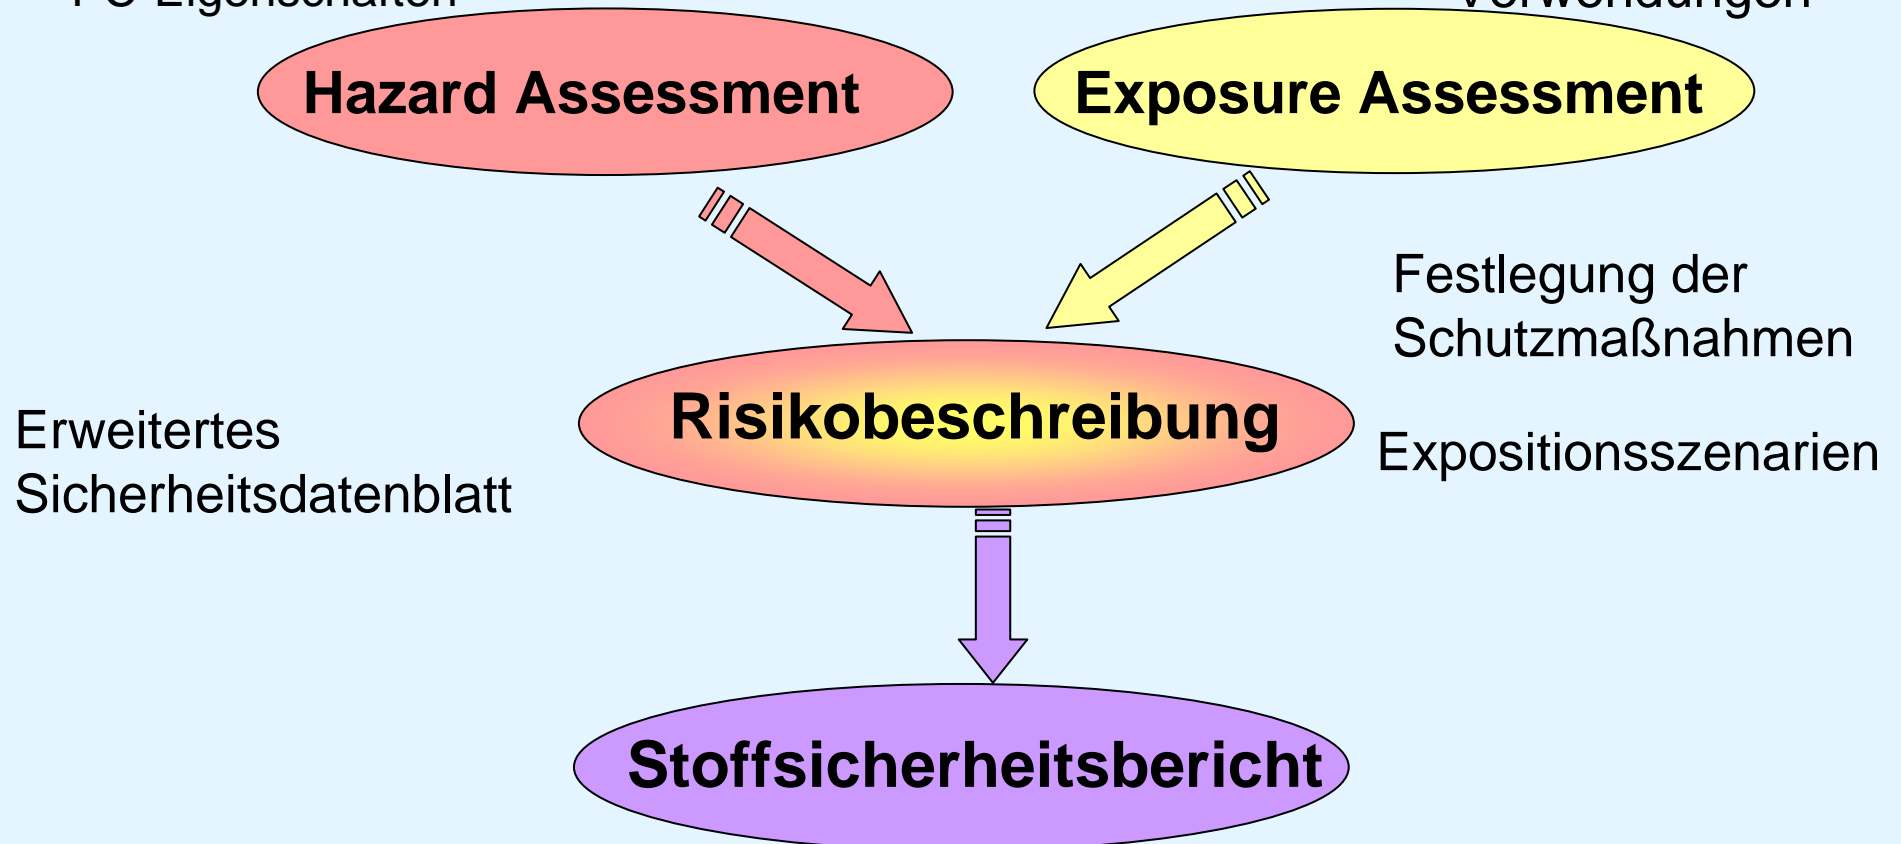 Hazard Assessment
Exposure Assessment
Festlegung der
Schutzmaßnahmen
Risikobeschreibung
Erweitertes
Sicherheitsdatenblatt
Expositionsszenarien
Stoffsicherheitsbericht